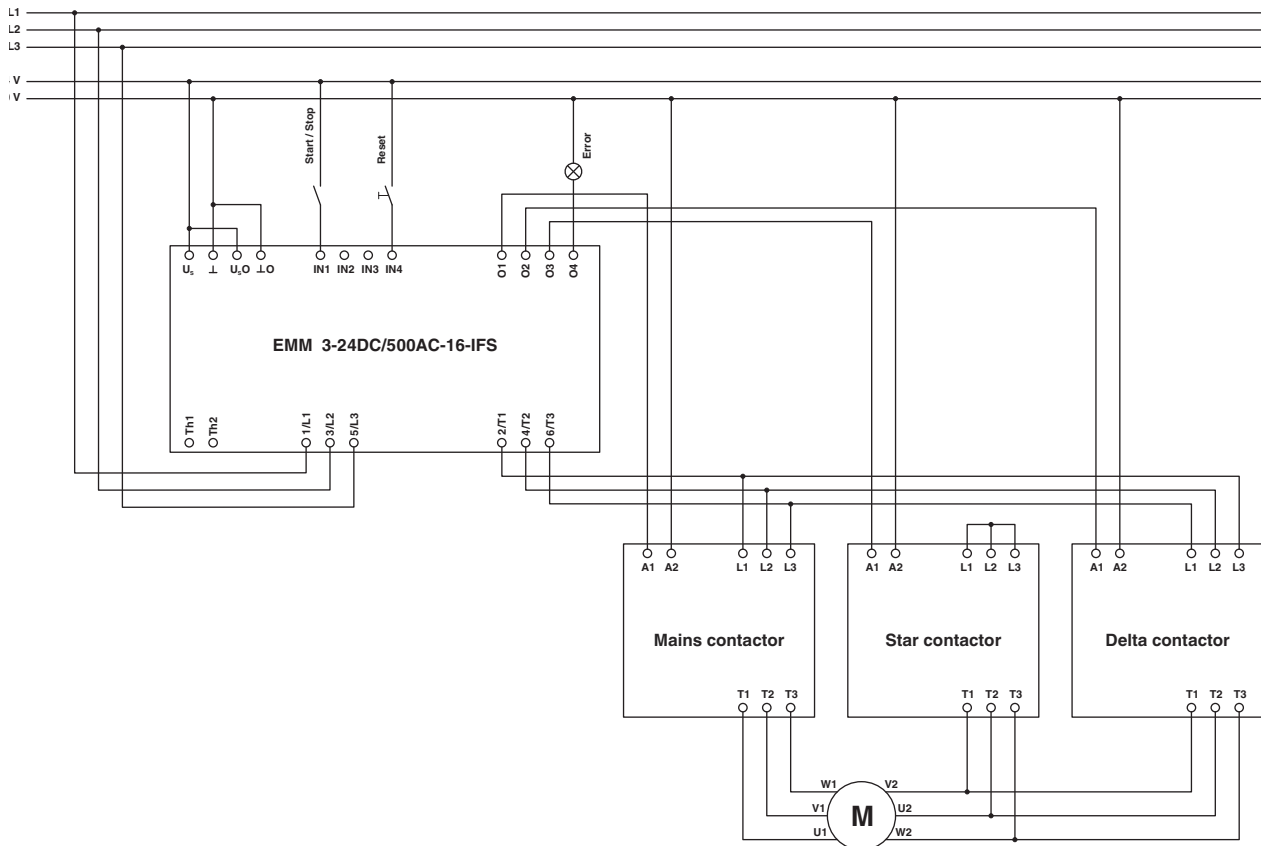 L1
L2
L3
V
V
Start / Stop
Reset
Error
Us ⊥ UsO ⊥O IN1 IN2 IN3 IN4 O1 O2 O3 O4
EMM 3-24DC/500AC-16-IFS
Th1 Th2 1/L1 3/L2 5/L3 2/T1 4/T2 6/T3
A1 A2 L1 L2 L3 A1 A2 L1 L2 L3 A1 A2 L1 L2 L3
Mains contactor Star contactor Delta contactor
T1 T2 T3 T1 T2 T3 T1 T2 T3
W1 V2
V1 M U2
U1 W2